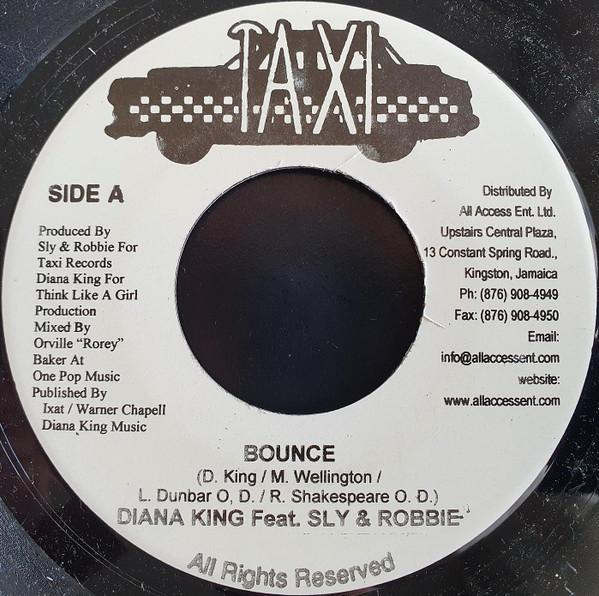 TAXI
SIDE A
Produced By
Sly & Robbie For
Taxi Records
Diana King For
Think Like A Girl
Production
Mixed By
Orville "Rorey"
Baker At
One Pop Music
Published By
Ixat / Warner Chapell
Diana King Music
Distributed By
All Access Ent. Ltd.
Upstairs Central Plaza,
13 Constant Spring Road.,
Kingston, Jamaica
Ph: (876) 908-4949
Fax: (876) 908-4950
Email:
info@allaccessent.com
website:
www.allaccessent.com
BOUNCE
(D. King / M. Wellington /
L. Dunbar O, D. / R. Shakespeare O. D.)
DIANA KING Feat. SLY & ROBBIE
All Rights Reserved